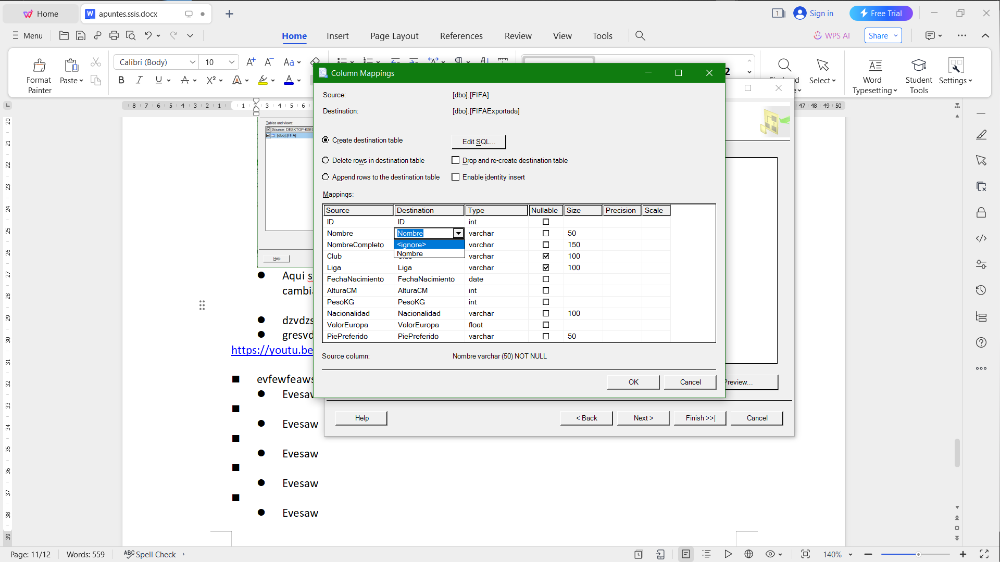 Home
apuntes.ssis.docx
Sign in
Free Trial
Menu
Home Insert Page Layout References Review View Tools
WPS AI
Share
Format
Painter
Paste
Calibri (Body) 10
Select
Word
Typesetting
Student
Tools
Settings
Column Mappings
Source: [dbo].[FIFA]
Destination: [dbo].[FIFAExportada]
Create destination table
Edit SQL...
Delete rows in destination table
Drop and re-create destination table
Append rows to the destination table
Enable identity insert
Mappings:
Source Destination Type Nullable Size Precision Scale
ID ID int
Nombre Nombre varchar 50
NombreCompleto <ignore> varchar 150
Nombre
Club varchar 100
Liga Liga varchar 100
FechaNacimiento FechaNacimiento date
AlturaCM AlturaCM int
PesoKG PesoKG int
Nacionalidad Nacionalidad varchar 100
ValorEuropa ValorEuropa float
PiePreferido PiePreferido varchar 50
Source column: Nombre varchar (50) NOT NULL
OK Cancel
Preview...
Help < Back Next > Finish >>| Cancel
Tables and views:
Source: DESKTOP-K5E
[dbo].[FIFA]
Help
Aqui s
cambia
dzvdzs
gresvd
https://youtu.be
evfewfeaws
Evesaw
Evesaw
Evesaw
Evesaw
Evesaw
Page: 11/12 Words: 559 Spell Check 140%